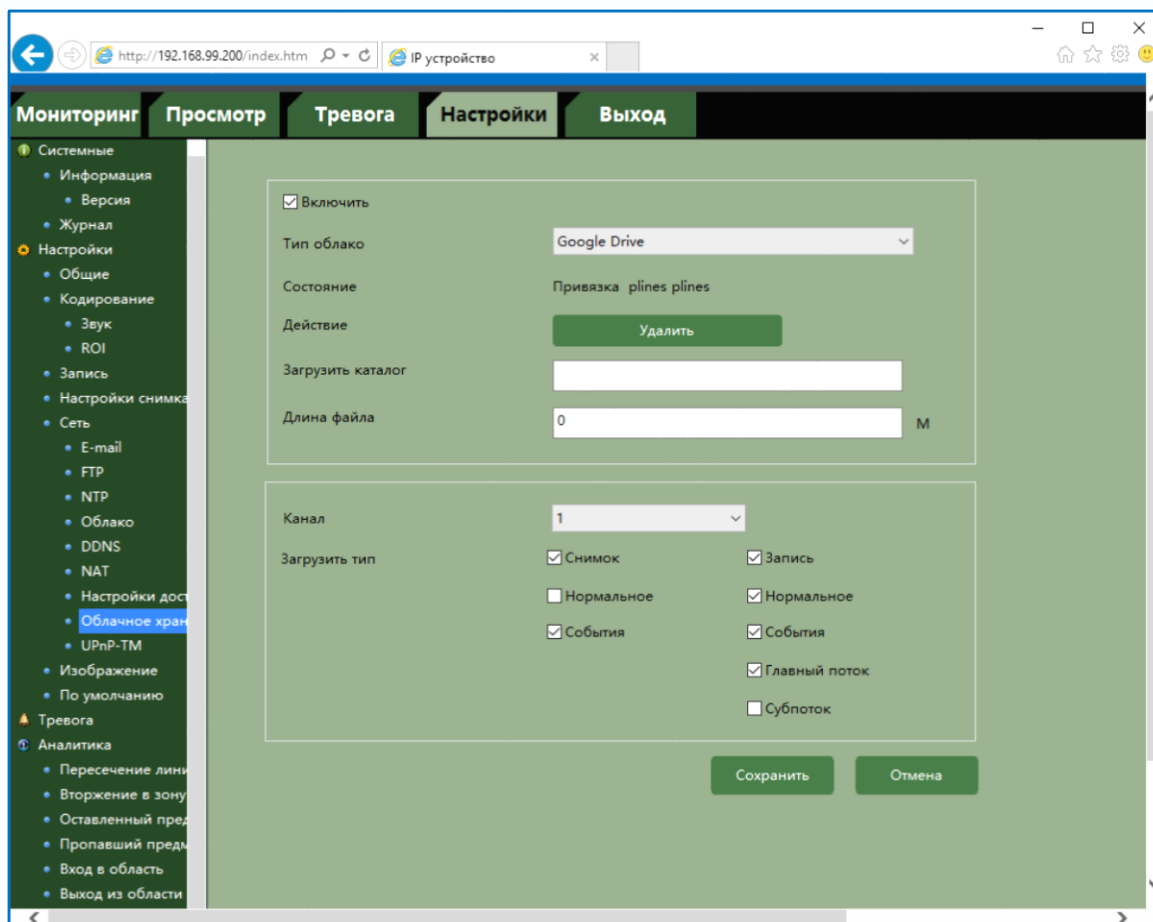 http://192.168.99.200/index.htm
IP устройство
Мониторинг Просмотр Тревога Настройки Выход
Системные
Информация
Версия
Журнал
Настройки
Общие
Кодирование
Звук
ROI
Запись
Настройки снимка
Сеть
E-mail
FTP
NTP
Облако
DDNS
NAT
Настройки дост
Облачное хран
UPnP-TM
Изображение
По умолчанию
Тревога
Аналитика
Пересечение лини
Вторжение в зону
Оставленный пред
Пропавший предм
Вход в область
Выход из области
Включить
Тип облако Google Drive
Состояние Привязка plines plines
Действие Удалить
Загрузить каталог
Длина файла 0 M
Канал 1
Загрузить тип Снимок Запись
Нормальное Нормальное
События События
Главный поток
Субпоток
Сохранить Отмена